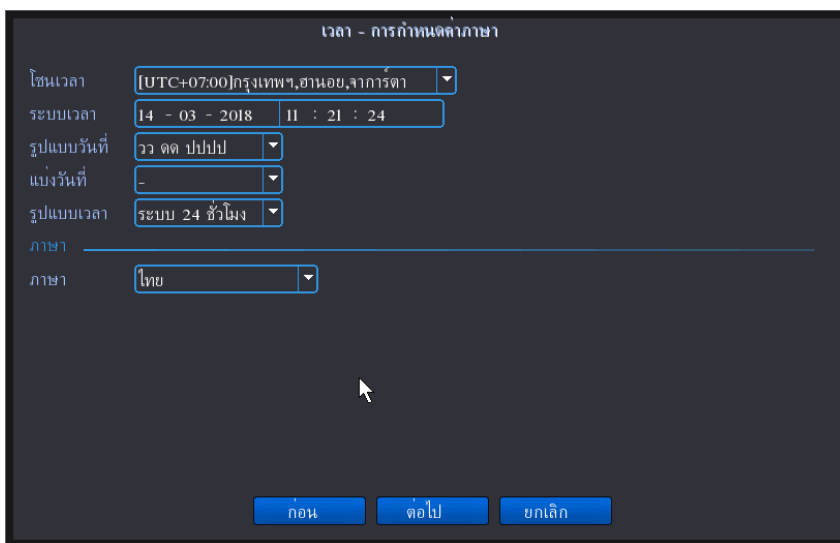 เวลา - การกำหนดค่าภาษา
โซนเวลา [UTC+07:00]กรุงเทพฯ,ฮานอย,จาการ์ตา
ระบบเวลา 14 - 03 - 2018 11 : 21 : 24
รูปแบบวันที่ วว ดด ปปปป
แบ่งวันที่ -
รูปแบบเวลา ระบบ 24 ชั่วโมง
ภาษา
ภาษา ไทย
ก่อน ต่อไป ยกเลิก